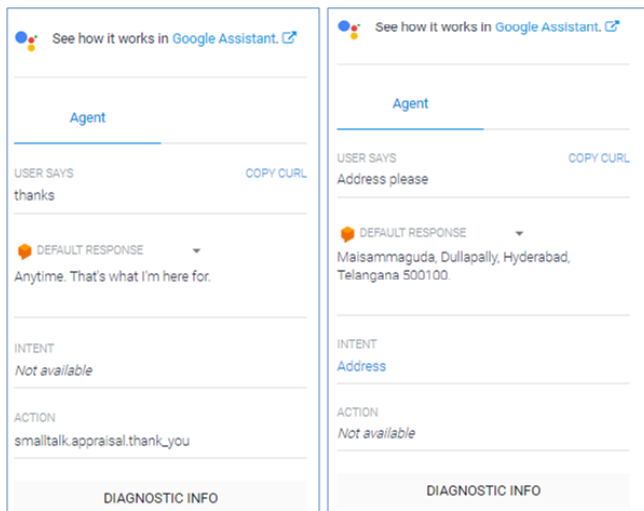 See how it works in Google Assistant.
Agent
USER SAYS COPY CURL
thanks
DEFAULT RESPONSE
Anytime. That's what I'm here for.
INTENT
Not available
ACTION
smalltalk.appraisal.thank_you
DIAGNOSTIC INFO
See how it works in Google Assistant.
Agent
USER SAYS COPY CURL
Address please
DEFAULT RESPONSE
Maisammaguda, Dullapally, Hyderabad,
Telangana 500100.
INTENT
Address
ACTION
Not available
DIAGNOSTIC INFO